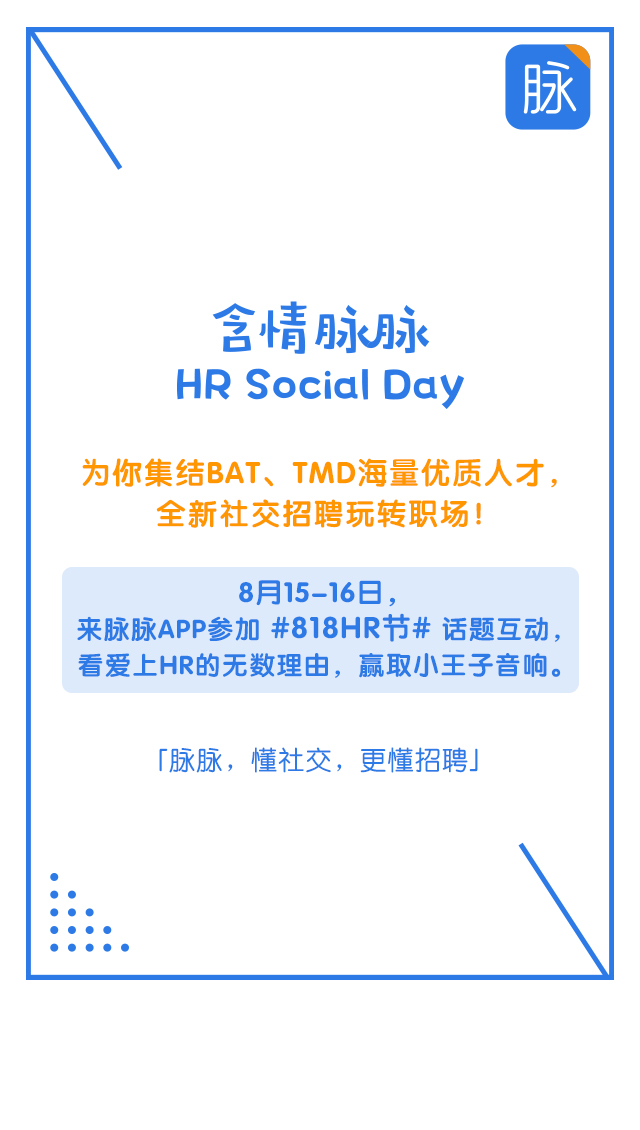 脉
含情脉脉
HR Social Day
为你集结BAT、TMD海量优质人才，
全新社交招聘玩转职场！
8月15-16日，
来脉脉APP参加 #818HR节# 话题互动，
看爱上HR的无数理由，赢取小王子音响。
「脉脉，懂社交，更懂招聘」